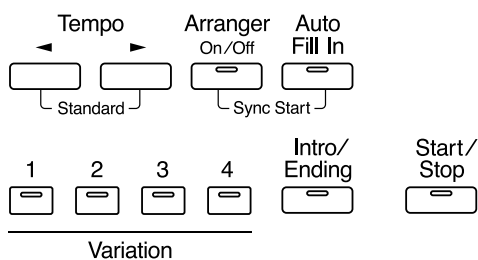 Tempo
◄ ►
Standard
Arranger
On/Off
Auto
Fill In
Sync Start
1 2 3 4
Variation
Intro/
Ending
Start/
Stop